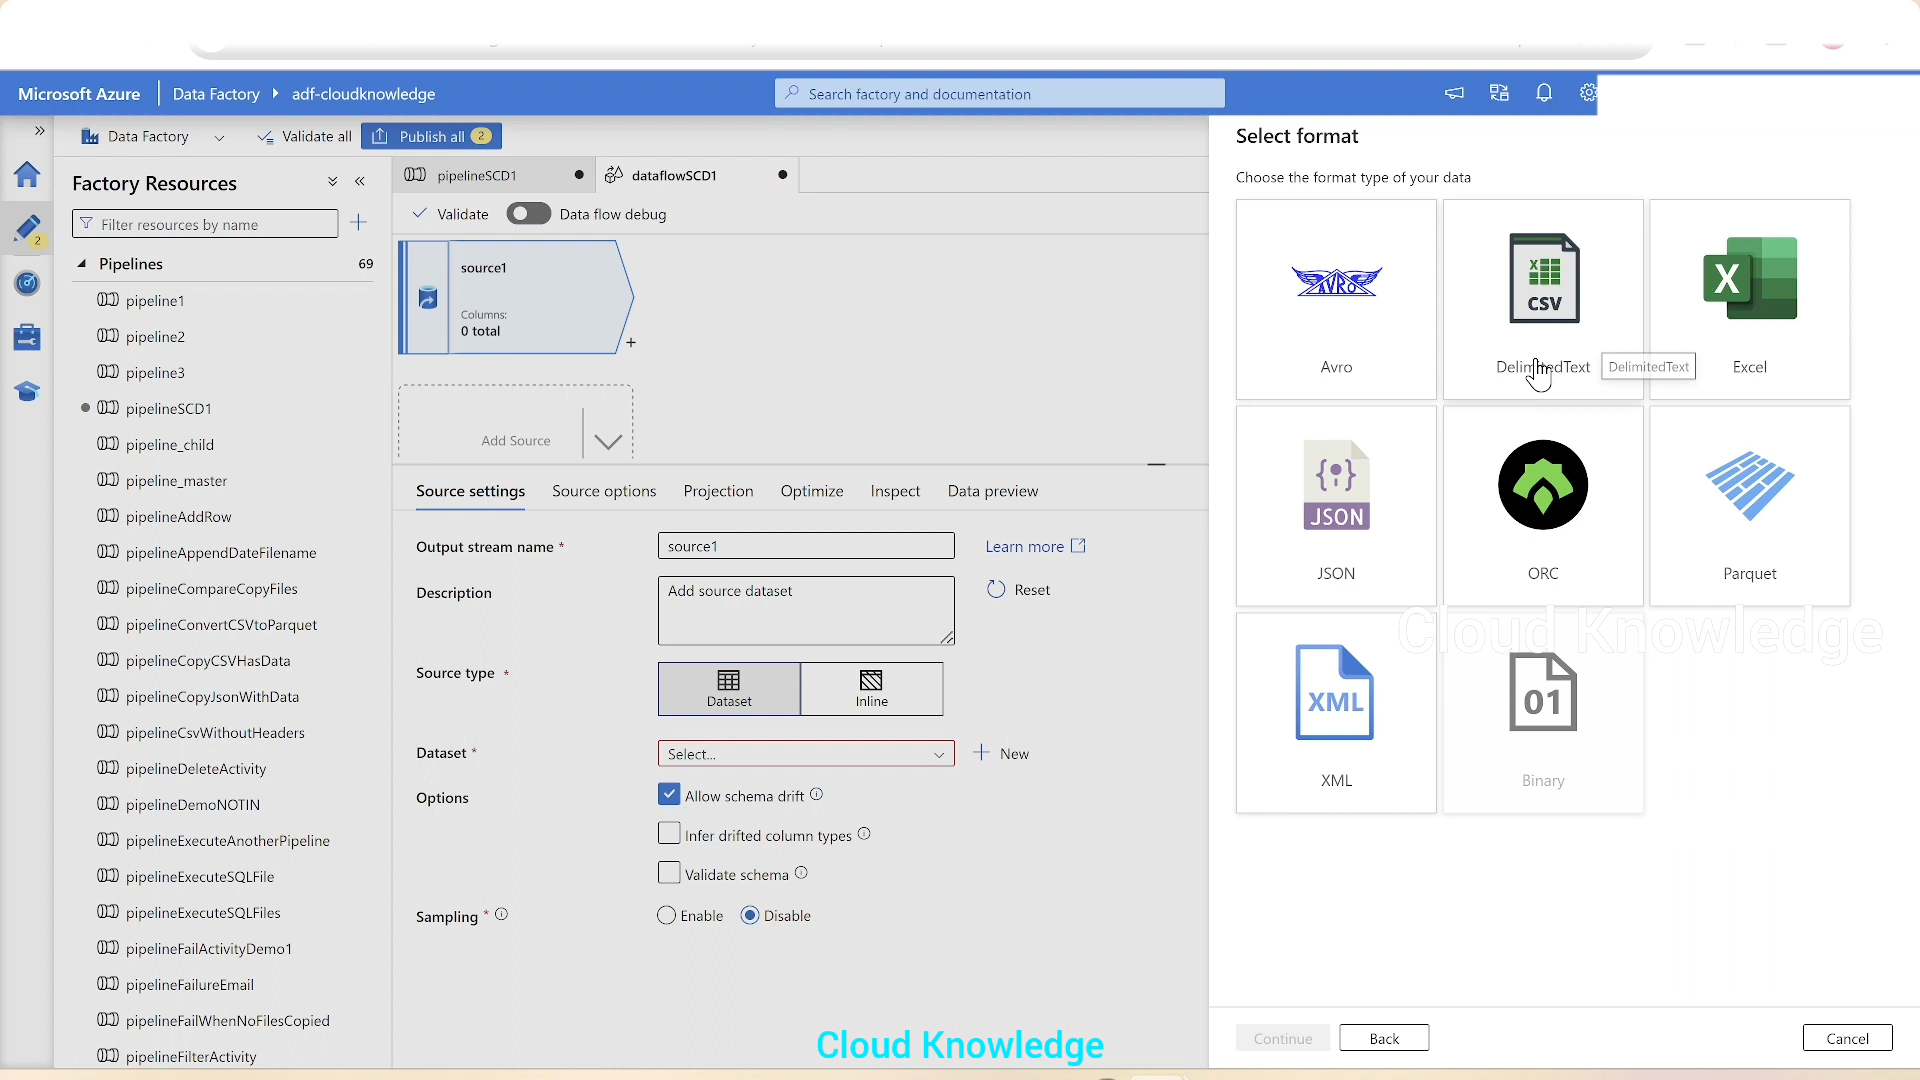 Microsoft Azure
Data Factory
adf-cloudknowledge
Search factory and documentation
Data Factory
Validate all
Publish all 2
Factory Resources
Filter resources by name
2
Pipelines 69
pipeline1
pipeline2
pipeline3
pipelineSCD1
pipeline_child
pipeline_master
pipelineAddRow
pipelineAppendDateFilename
pipelineCompareCopyFiles
pipelineConvertCSVtoParquet
pipelineCopyCSVHasData
pipelineCopyJsonWithData
pipelineCsvWithoutHeaders
pipelineDeleteActivity
pipelineDemoNOTIN
pipelineExecuteAnotherPipeline
pipelineExecuteSQLFile
pipelineExecuteSQLFiles
pipelineFailActivityDemo1
pipelineFailureEmail
pipelineFailWhenNoFilesCopied
pipelineFilterActivity
pipelineSCD1
dataflowSCD1
Validate
Data flow debug
source1
Columns:
0 total
+
Add Source
Source settings
Source options
Projection
Optimize
Inspect
Data preview
Output stream name *
source1
Learn more
Description
Add source dataset
Reset
Source type *
Dataset
Inline
Dataset *
Select...
New
Options
Allow schema drift
Infer drifted column types
Validate schema
Sampling *
Enable
Disable
Select format
Choose the format type of your data
AVRO
Avro
X
CSV
DelimitedText
DelimitedText
X
Excel
{:}
JSON
JSON
ORC
Parquet
Cloud Knowledge
XML
XML
01
Binary
Continue
Back
Cancel
Cloud Knowledge